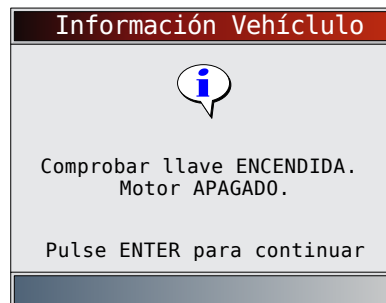 Información Vehíclulo
i
Comprobar llave ENCENDIDA.
Motor APAGADO.
Pulse ENTER para continuar